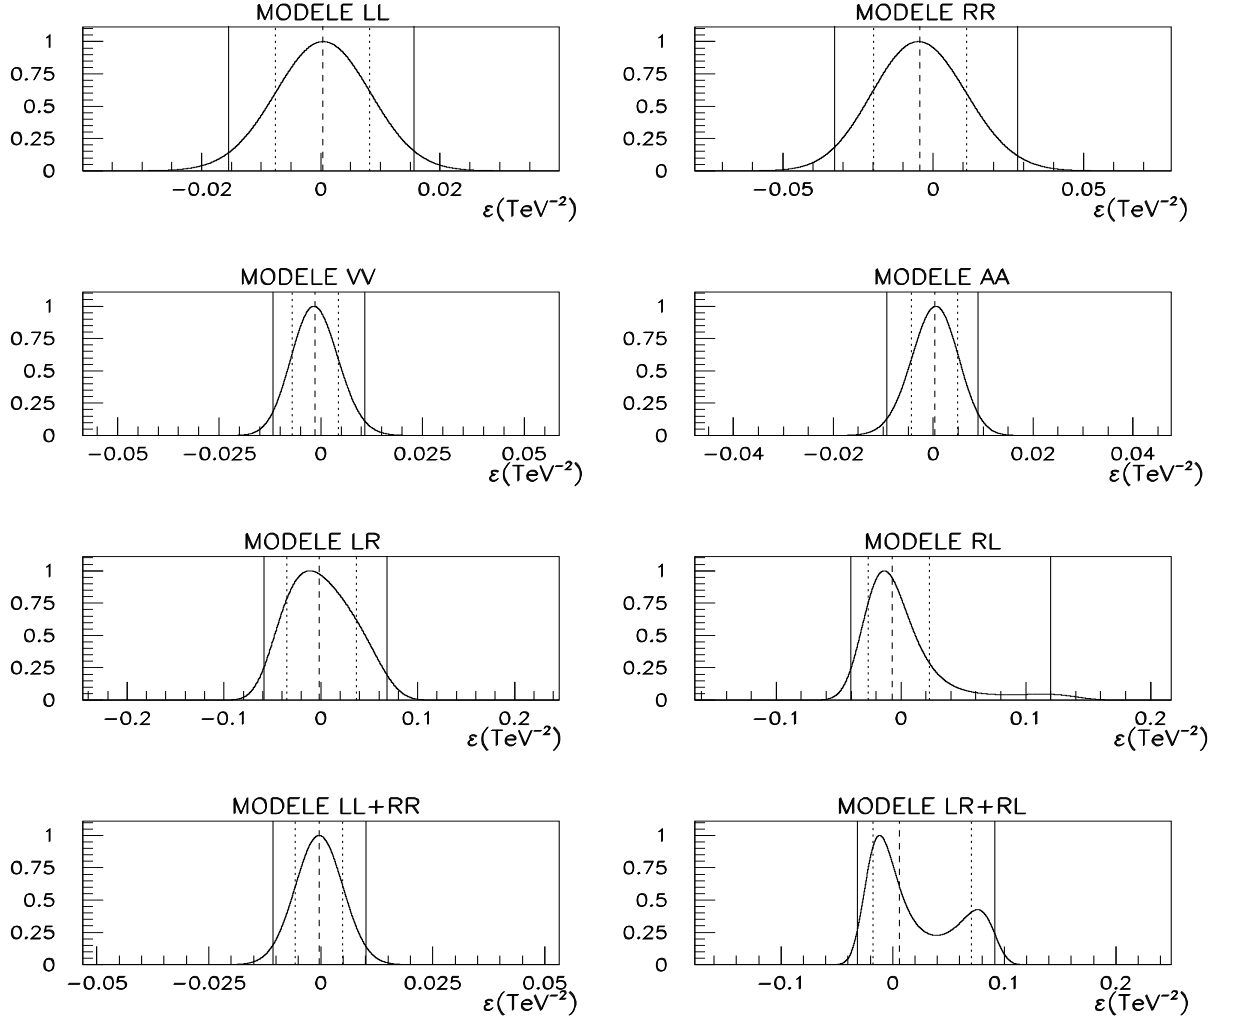 MODELE LL
1
0.75
0.5
0.25
0
−0.02 0 0.02
ε(TeV⁻²)
MODELE RR
1
0.75
0.5
0.25
0
−0.05 0 0.05
ε(TeV⁻²)
MODELE VV
1
0.75
0.5
0.25
0
−0.05 −0.025 0 0.025 0.05
ε(TeV⁻²)
MODELE AA
1
0.75
0.5
0.25
0
−0.04 −0.02 0 0.02 0.04
ε(TeV⁻²)
MODELE LR
1
0.75
0.5
0.25
0
−0.2 −0.1 0 0.1 0.2
ε(TeV⁻²)
MODELE RL
1
0.75
0.5
0.25
0
−0.1 0 0.1 0.2
ε(TeV⁻²)
MODELE LL+RR
1
0.75
0.5
0.25
0
−0.05 −0.025 0 0.025 0.05
ε(TeV⁻²)
MODELE LR+RL
1
0.75
0.5
0.25
0
−0.1 0 0.1 0.2
ε(TeV⁻²)